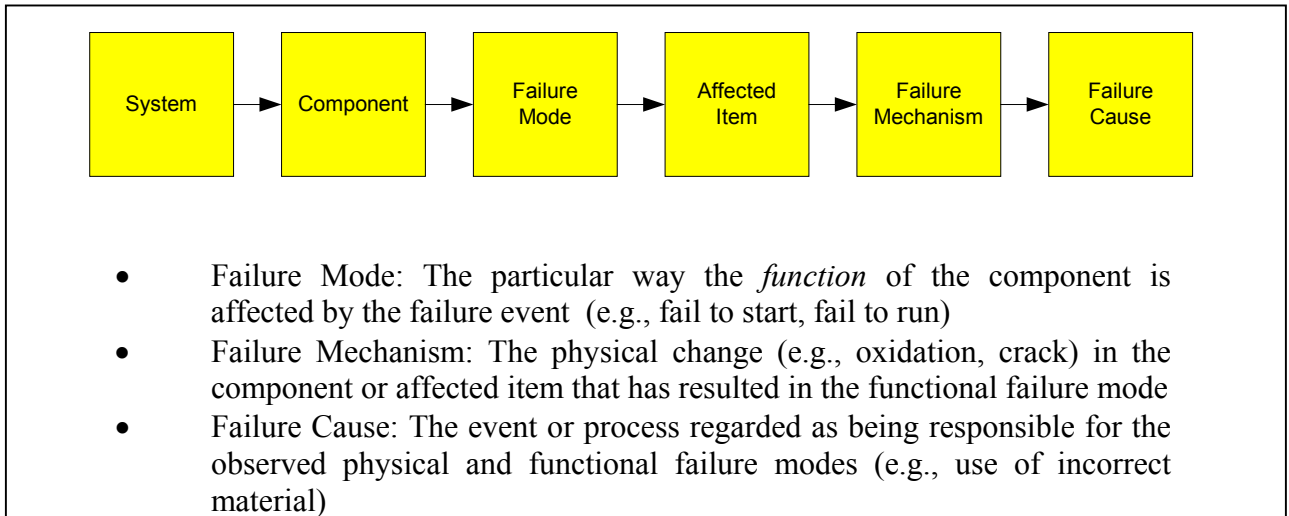 System
Component
Failure
Mode
Affected
Item
Failure
Mechanism
Failure
Cause
• Failure Mode: The particular way the function of the component is
affected by the failure event (e.g., fail to start, fail to run)
• Failure Mechanism: The physical change (e.g., oxidation, crack) in the
component or affected item that has resulted in the functional failure mode
• Failure Cause: The event or process regarded as being responsible for the
observed physical and functional failure modes (e.g., use of incorrect
material)